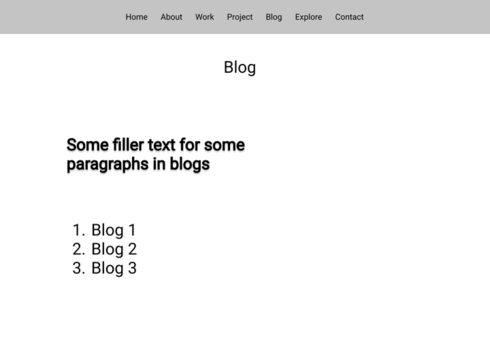 Home About Work Project Blog Explore Contact
Blog
Some filler text for some
paragraphs in blogs
1. Blog 1
2. Blog 2
3. Blog 3